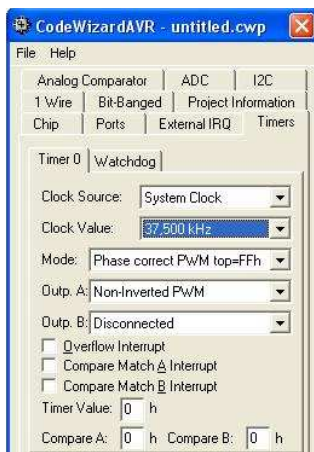 CodeWizardAVR - untitled.cwp
File Help
Analog Comparator ADC I2C
1 Wire Bit-Banged Project Information
Chip Ports External IRQ Timers
Timer 0 Watchdog
Clock Source: System Clock
Clock Value: 37,500 kHz
Mode: Phase correct PWM top=FFh
Outp. A: Non-Inverted PWM
Outp. B: Disconnected
Overflow Interrupt
Compare Match A Interrupt
Compare Match B Interrupt
Timer Value: 0 h
Compare A: 0 h Compare B: 0 h